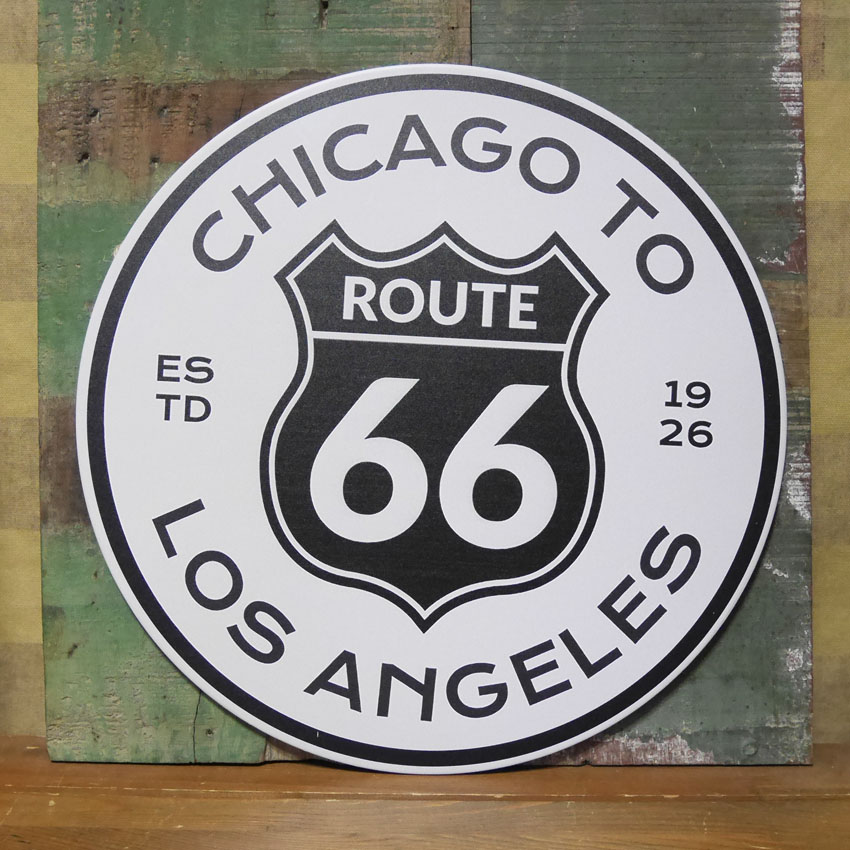 CHICAGO TO
ROUTE
66
ES
TD
19
26
LOS ANGELES